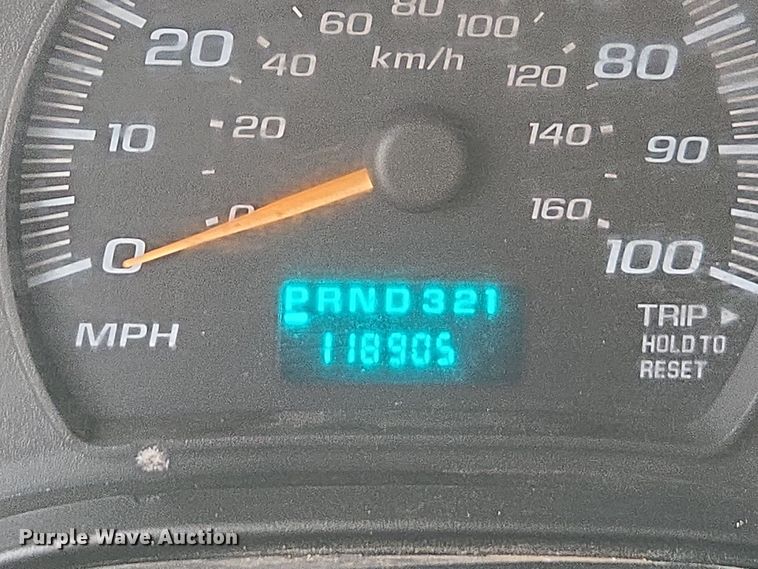 80
60 100
20 km/h 80
40 120
10 20 140 90
0 160
0 100
PRND321
118905
MPH
TRIP ►
HOLD TO
RESET
Purple Wave Auction